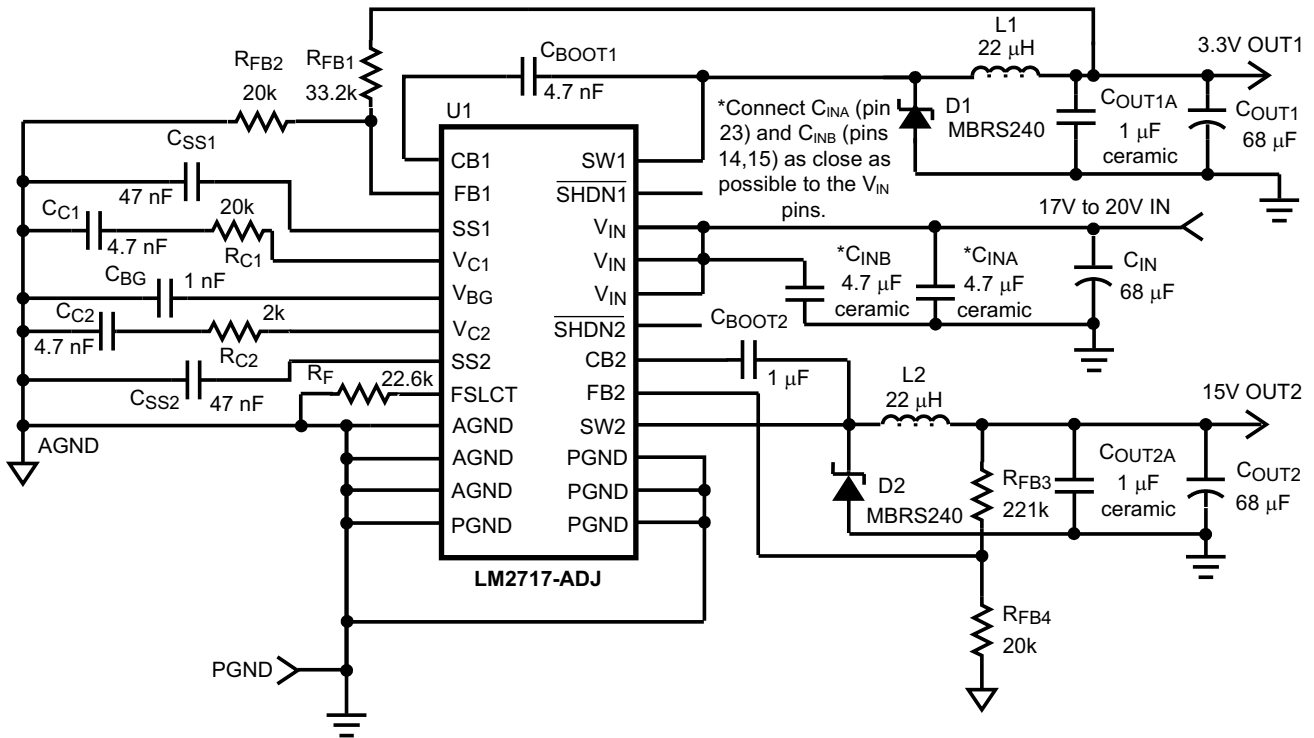 L1
22 μH
3.3V OUT1
CBOOT1
4.7 nF
RFB2
20k
RFB1
33.2k
U1
*Connect CINA (pin
23) and CINB (pins
14,15) as close as
possible to the VIN
pins.
D1
MBRS240
COUT1A
1 μF
ceramic
COUT1
68 μF
CSS1
47 nF
CC1
4.7 nF
20k
RC1
CBG
1 nF
CC2
4.7 nF
2k
RC2
CSS2
47 nF
RF
22.6k
AGND
CB1
FB1
SS1
VC1
VBG
VC2
SS2
FSLCT
AGND
AGND
AGND
PGND
SW1
SHDN1
VIN
VIN
VIN
SHDN2
CB2
FB2
SW2
PGND
PGND
PGND
LM2717-ADJ
17V to 20V IN
*CINB
4.7 μF
ceramic
*CINA
4.7 μF
ceramic
CIN
68 μF
CBOOT2
1 μF
L2
22 μH
15V OUT2
D2
MBRS240
RFB3
221k
COUT2A
1 μF
ceramic
COUT2
68 μF
RFB4
20k
PGND